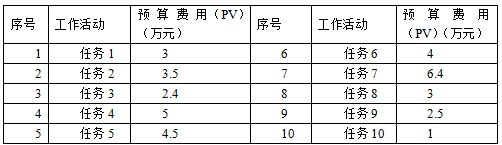 序号 工作活动 预算费用(PV)(万元) 序号 工作活动 预算费用(PV)(万元)
1 任务1 3 6 任务6 4
2 任务2 3.5 7 任务7 6.4
3 任务3 2.4 8 任务8 3
4 任务4 5 9 任务9 2.5
5 任务5 4.5 10 任务10 1